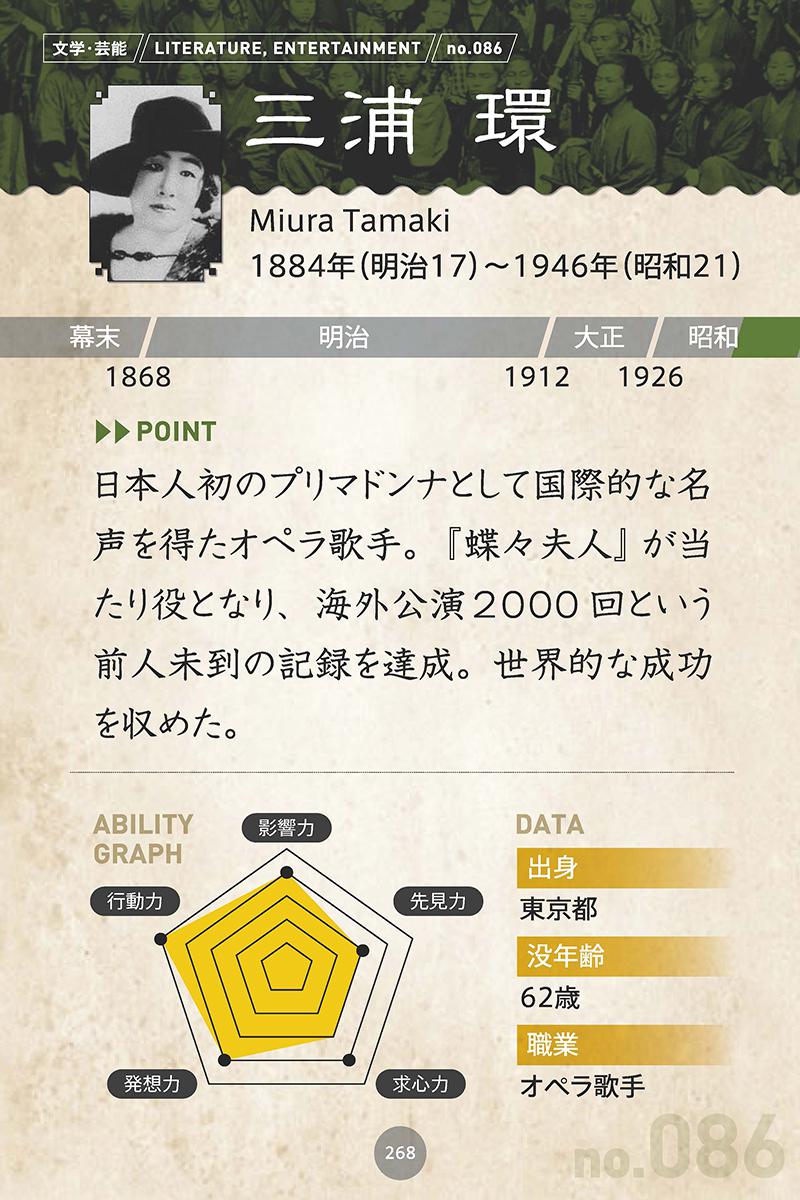 文学・芸能 LITERATURE, ENTERTAINMENT no.086
三浦 環
Miura Tamaki
1884年(明治17)～1946年(昭和21)
幕末 明治 大正 昭和
1868 1912 1926
POINT
日本人初のプリマドンナとして国際的な名
声を得たオペラ歌手。『蝶々夫人』が当
たり役となり、海外公演2000回という
前人未到の記録を達成。世界的な成功
を収めた。
ABILITY
GRAPH
影響力
行動力
先見力
発想力
求心力
DATA
出身
東京都
没年齢
62歳
職業
オペラ歌手
268
no.086